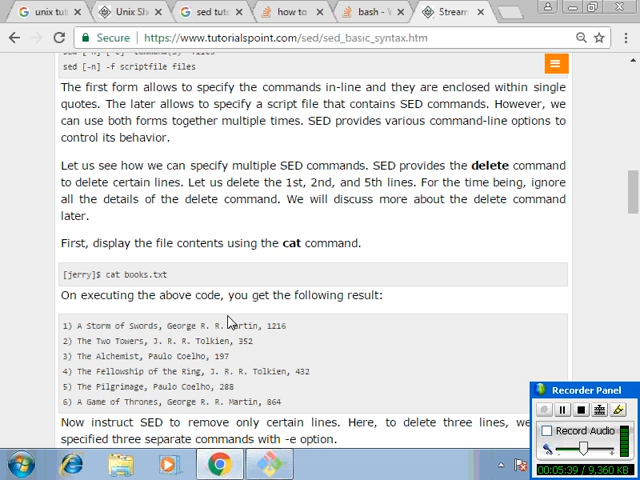 unix tut
Unix Sl
sed tut
how to
bash - V
Stream
Secure
https://www.tutorialspoint.com/sed/sed_basic_syntax.htm
sed [-n] -f scriptfile files
The first form allows to specify the commands in-line and they are enclosed within single
quotes. The later allows to specify a script file that contains SED commands. However, we
can use both forms together multiple times. SED provides various command-line options to
control its behavior.
Let us see how we can specify multiple SED commands. SED provides the delete command
to delete certain lines. Let us delete the 1st, 2nd, and 5th lines. For the time being, ignore
all the details of the delete command. We will discuss more about the delete command
later.
First, display the file contents using the cat command.
[jerry]$ cat books.txt
On executing the above code, you get the following result:
1) A Storm of Swords, George R. R. Martin, 1216
2) The Two Towers, J. R. R. Tolkien, 352
3) The Alchemist, Paulo Coelho, 197
4) The Fellowship of the Ring, J. R. R. Tolkien, 432
5) The Pilgrimage, Paulo Coelho, 288
6) A Game of Thrones, George R. R. Martin, 864
Now instruct SED to remove only certain lines. Here, to delete three lines, we
specified three separate commands with -e option.
Recorder Panel
Record Audio
00:05:39 / 9,360 KB